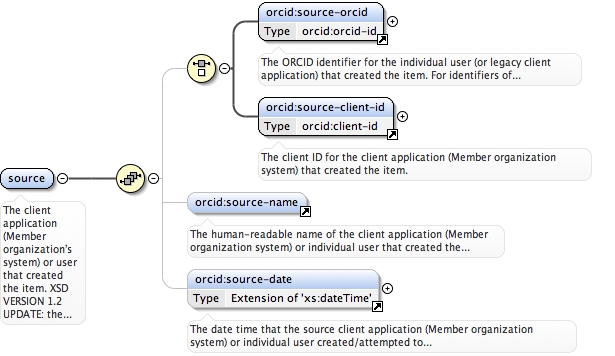 orcid:source-orcid
Type orcid:orcid-id
The ORCID identifier for the individual user (or legacy client
application) that created the item. For identifiers of...
orcid:source-client-id
Type orcid:client-id
The client ID for the client application (Member organization
system) that created the item.
source
The client
application
(Member
organization's
system) or user
that created
the item. XSD
VERSION 1.2
UPDATE: the...
orcid:source-name
The human-readable name of the client application (Member
organization system) or individual user that created the...
orcid:source-date
Type Extension of 'xs:dateTime'
The date time that the source client application (Member organization
system) or individual user created/attempted to...